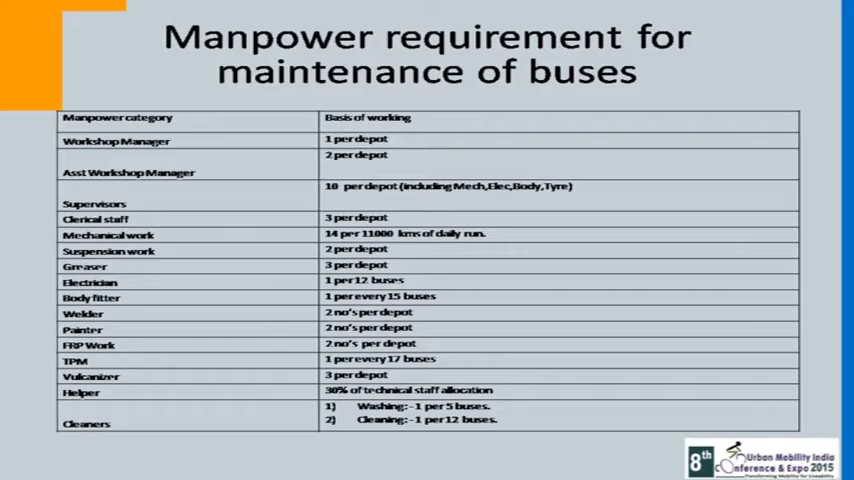 Manpower requirement for
maintenance of buses
Manpower category Basis of working
Workshop Manager 1 per depot
Asst Workshop Manager 2 per depot
Supervisors 10 per depot (including Mech,Elec,Body,Tyre)
Clerical staff 3 per depot
Mechanical work 14 per 11000 kms of daily run.
Suspension work 2 per depot
Greaser 3 per depot
Electrician 1 per 12 buses
Body fitter 1 per every 15 buses
Welder 2 no's per depot
Painter 2 no's per depot
FRP Work 2 no's per depot
TPM 1 per every 17 buses
Vulcanizer 3 per depot
Helper 30% of technical staff allocation
Cleaners 1) Washing:-1 per 5 buses.
2) Cleaning:-1 per 12 buses.
8th Urban Mobility India
Conference & Expo 2015
Transforming Mobility for Liveability